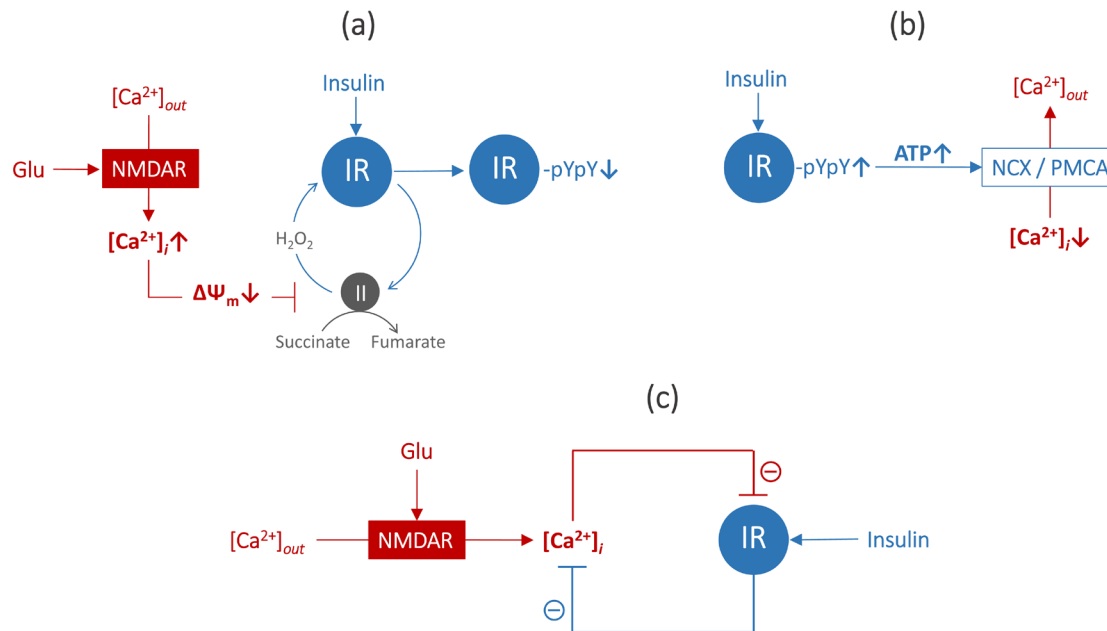 (a)
(b)
Insulin
[Ca²⁺]out
Glu
NMDAR
IR
IR
-pYpY↓
[Ca²⁺]i↑
H₂O₂
ΔΨm↓
II
Succinate
Fumarate
Insulin
[Ca²⁺]out
IR
-pYpY↑
ATP↑
NCX / PMCA
[Ca²⁺]i↓
(c)
Glu
⊖
[Ca²⁺]out
NMDAR
[Ca²⁺]i
IR
Insulin
⊖